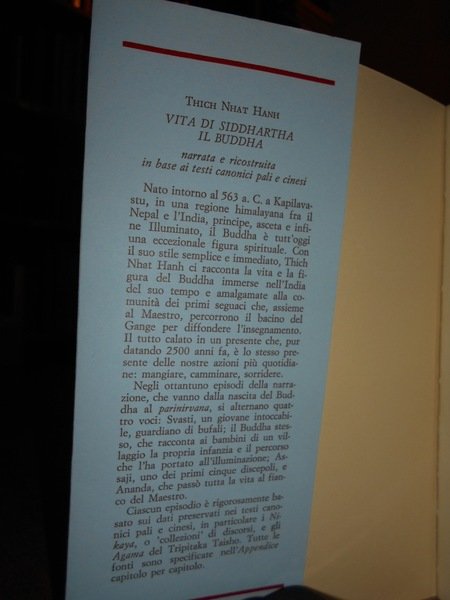 THICH NHAT HANH
VITA DI SIDDHARTHA
IL BUDDHA
narrata e ricostruita
in base ai testi canonici pali e cinesi
Nato intorno al 563 a. C. a Kapilava-
stu, in una regione himalayana fra il
Nepal e l'India, principe, asceta e infi-
ne Illuminato, il Buddha è tutt'oggi
una eccezionale figura spirituale. Con
il suo stile semplice e immediato, Thich
Nhat Hanh ci racconta la vita e la fi-
gura del Buddha immerse nell'India
del suo tempo e amalgamate alla co-
munità dei primi seguaci che, assieme
al Maestro, percorrono il bacino del
Gange per diffondere l'insegnamento.
Il tutto calato in un presente che, pur
datando 2500 anni fa, è lo stesso pre-
sente delle nostre azioni più quotidia-
ne: mangiare, camminare, sorridere.
Negli ottantuno episodi della narra-
zione, che vanno dalla nascita del Bud-
dha al parinirvana, si alternano quat-
tro voci: Svasti, un giovane intoccabi-
le, guardiano di bufali; il Buddha stes-
so, che racconta ai bambini di un vil-
laggio la propria infanzia e il percorso
che l'ha portato all'illuminazione; As-
saji, uno dei primi cinque discepoli, e
Ananda, che passò tutta la vita al fian-
co del Maestro.
Ciascun episodio è rigorosamente ba-
sato sui dati preservati nei testi cano-
nici pali e cinesi, in particolare i Ni-
kaya, o 'collezioni' di discorsi, e gli
Agama del Tripitaka Taisho. Tutte le
fonti sono specificate nell'Appendice
capitolo per capitolo.